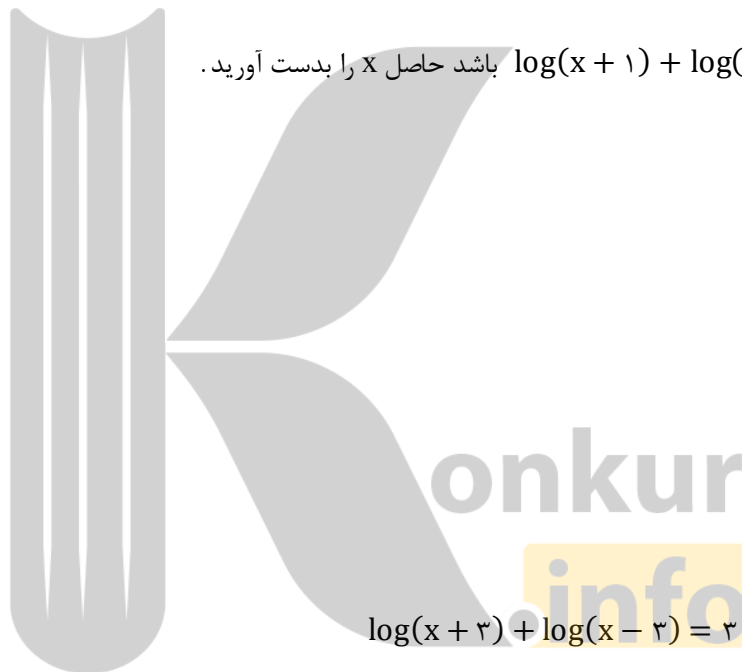 log(x + ۱) + log( باشد حاصل x را بدست آورید.
onkur
.info
log(x + ۳) + log(x − ۳) = ۳